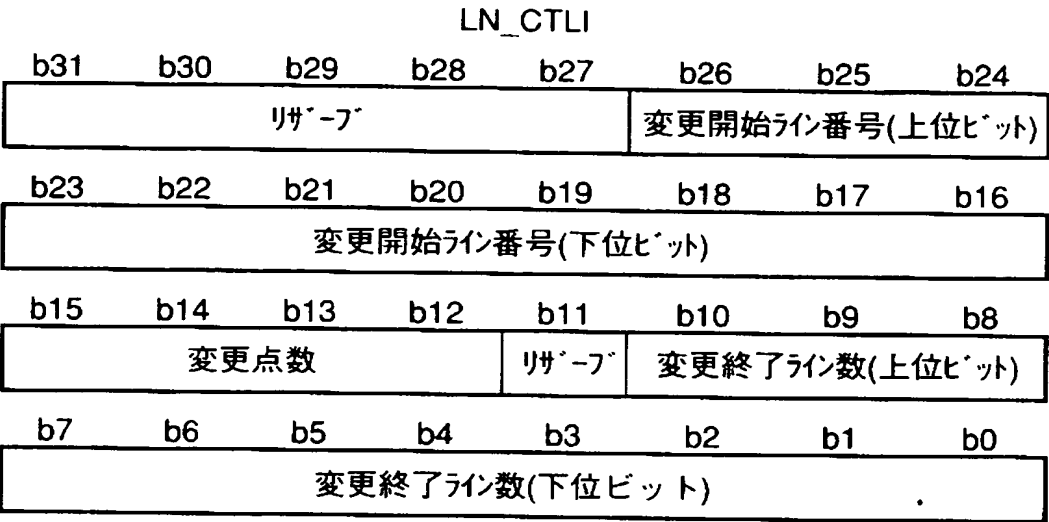 LN_CTLI
b31 b30 b29 b28 b27 b26 b25 b24
リザーブ 変更開始ライン番号(上位ビット)
b23 b22 b21 b20 b19 b18 b17 b16
変更開始ライン番号(下位ビット)
b15 b14 b13 b12 b11 b10 b9 b8
変更点数 リザーブ 変更終了ライン数(上位ビット)
b7 b6 b5 b4 b3 b2 b1 b0
変更終了ライン数(下位ビット)